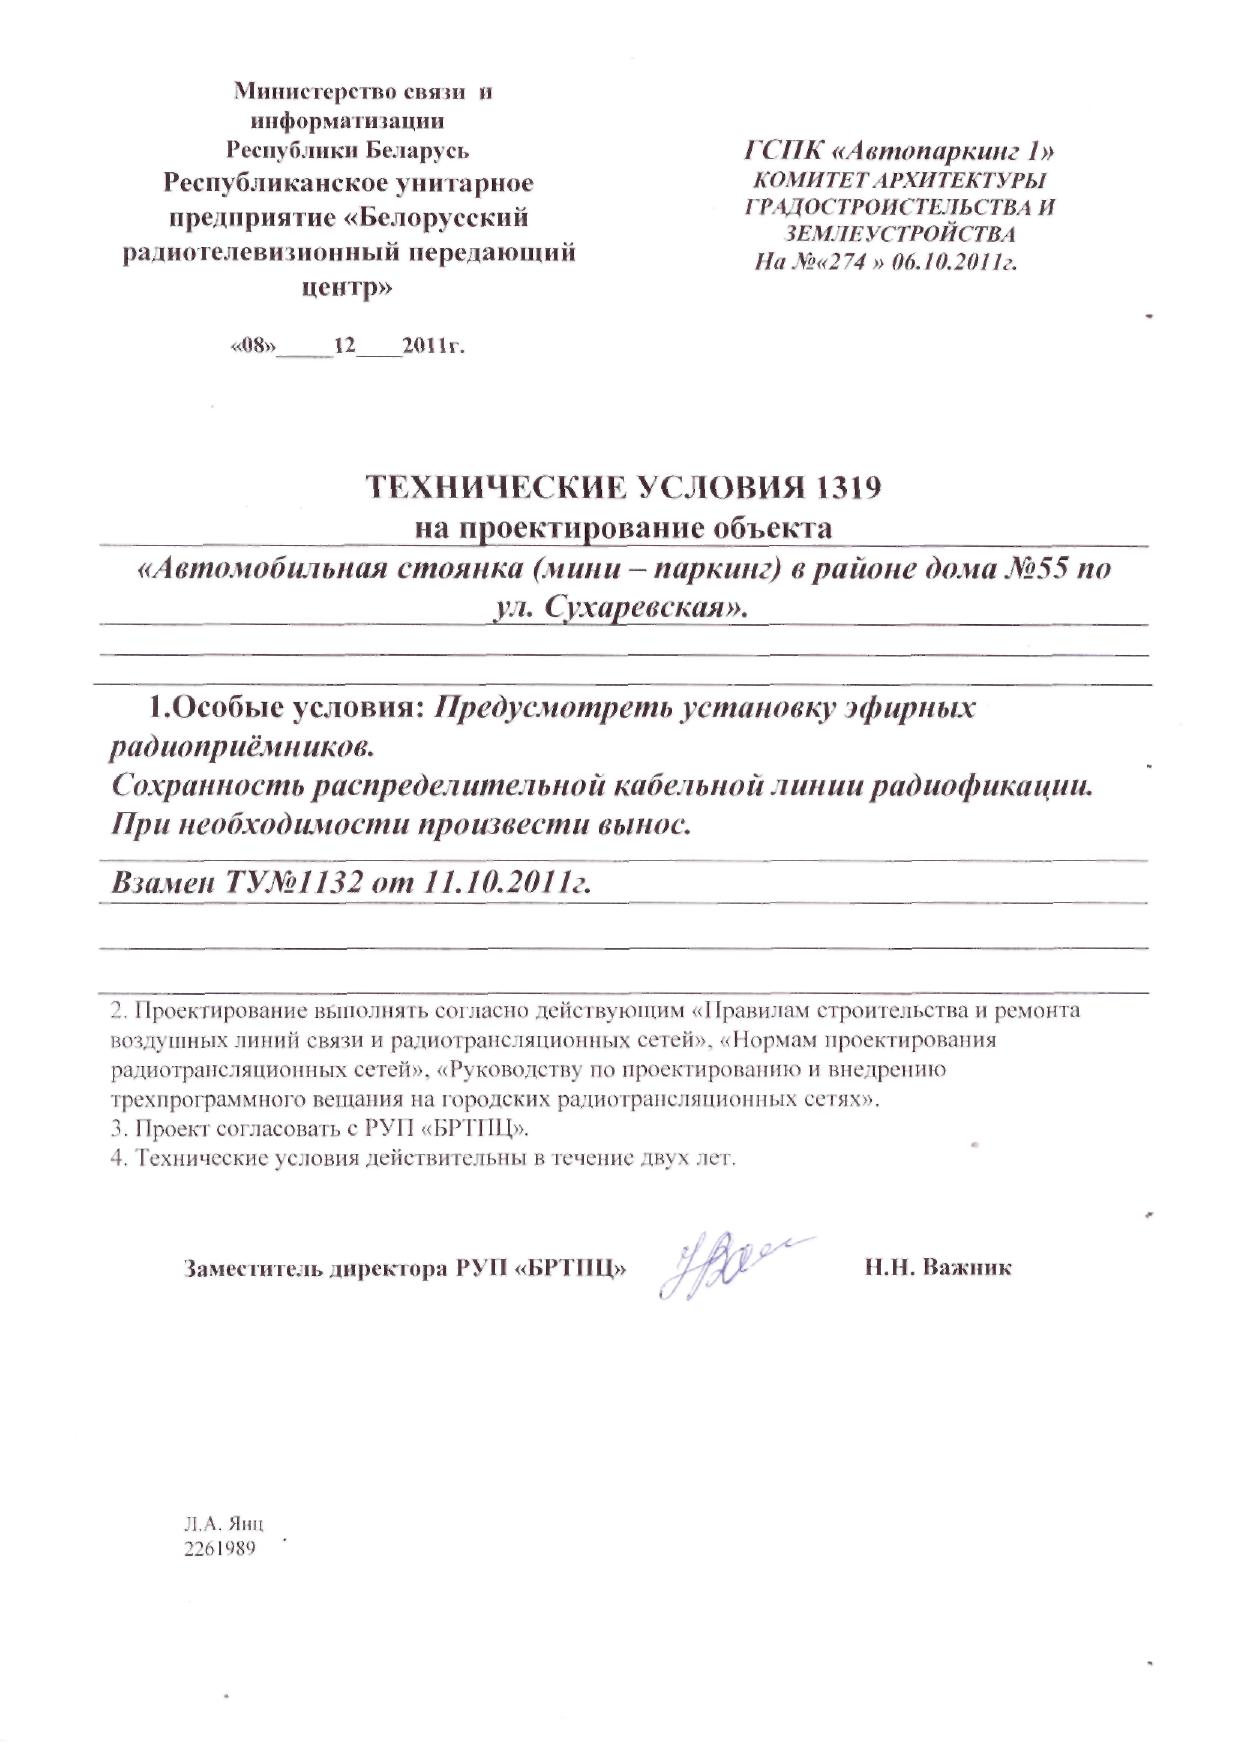 Министерство связи и
информатизации
Республики Беларусь
Республиканское унитарное
предприятие «Белорусский
радиотелевизионный передающий
центр»
«08»_____12____2011г.
ГСПК «Автопаркинг 1»
КОМИТЕТ АРХИТЕКТУРЫ
ГРАДОСТРОИСТЕЛЬСТВА И
ЗЕМЛЕУСТРОЙСТВА
На №«274 » 06.10.2011г.
ТЕХНИЧЕСКИЕ УСЛОВИЯ 1319
на проектирование объекта
«Автомобильная стоянка (мини – паркинг) в районе дома №55 по
ул. Сухаревская».
1.Особые условия: Предусмотреть установку эфирных
радиоприёмников.
Сохранность распределительной кабельной линии радиофикации.
При необходимости произвести вынос.
Взамен ТУ№1132 от 11.10.2011г.
2. Проектирование выполнять согласно действующим «Правилам строительства и ремонта
воздушных линий связи и радиотрансляционных сетей», «Нормам проектирования
радиотрансляционных сетей», «Руководству по проектированию и внедрению
трехпрограммного вещания на городских радиотрансляционных сетях».
3. Проект согласовать с РУП «БРТПЦ».
4. Технические условия действительны в течение двух лет.
Заместитель директора РУП «БРТПЦ»
Н.Н. Важник
Л.А. Янц
2261989